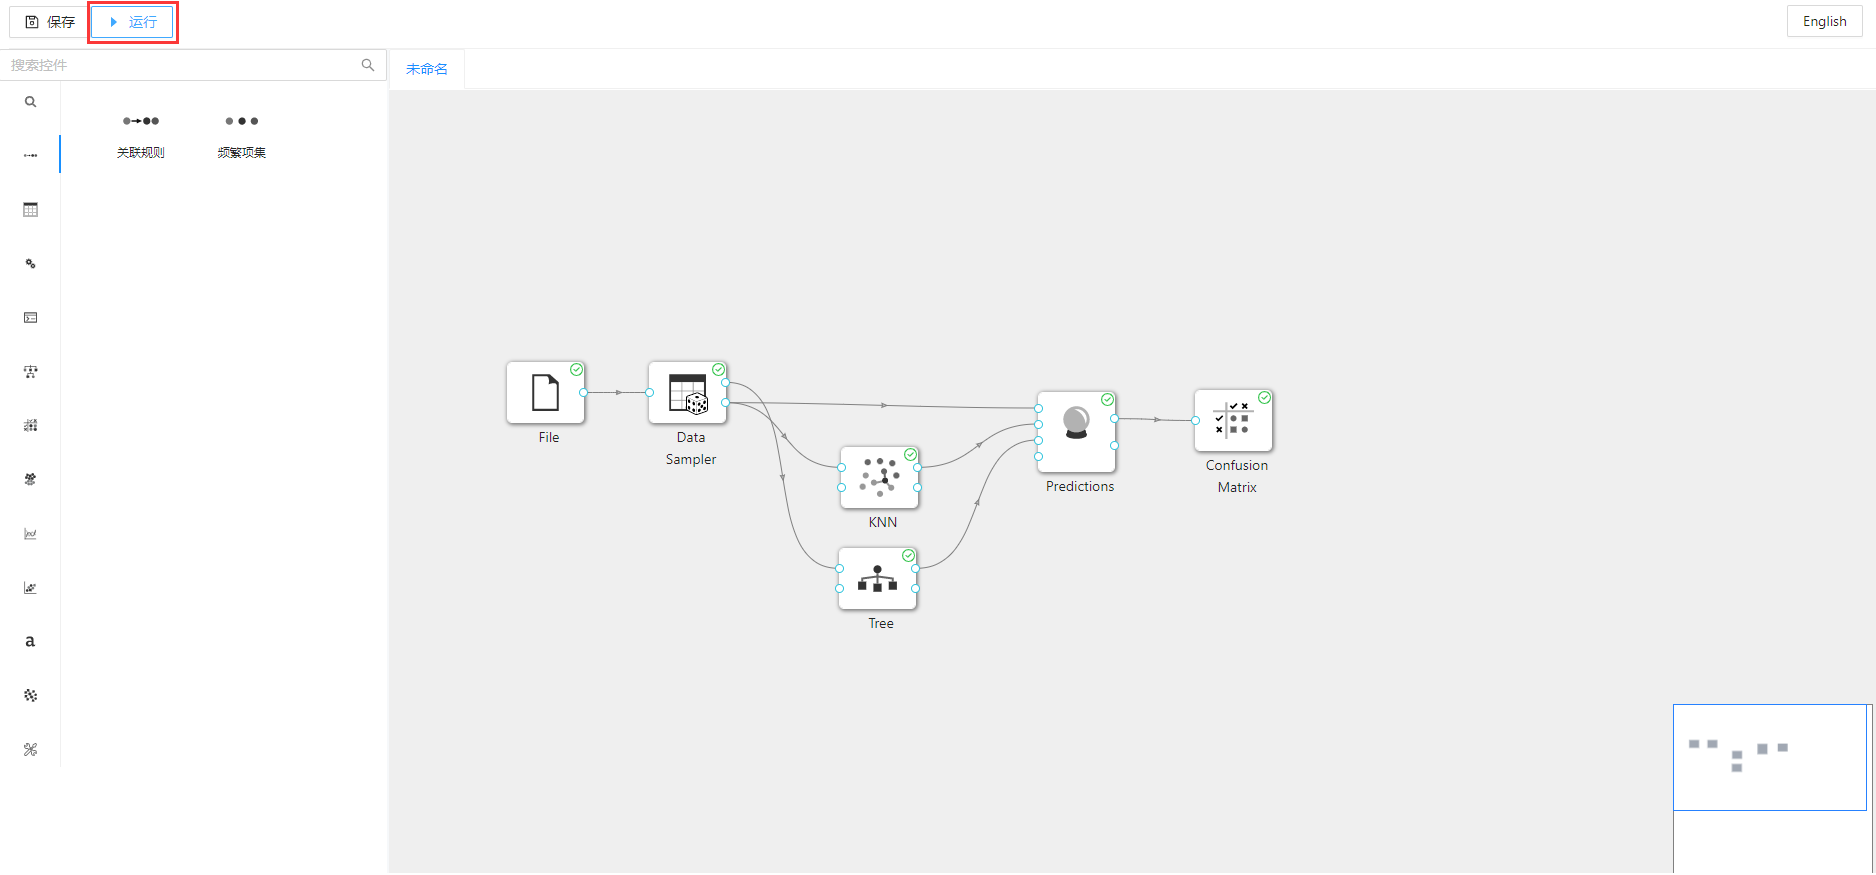 保存
运行
English
搜索控件
未命名
关联规则
频繁项集
File
Data
Sampler
KNN
Tree
Predictions
Confusion
Matrix
a